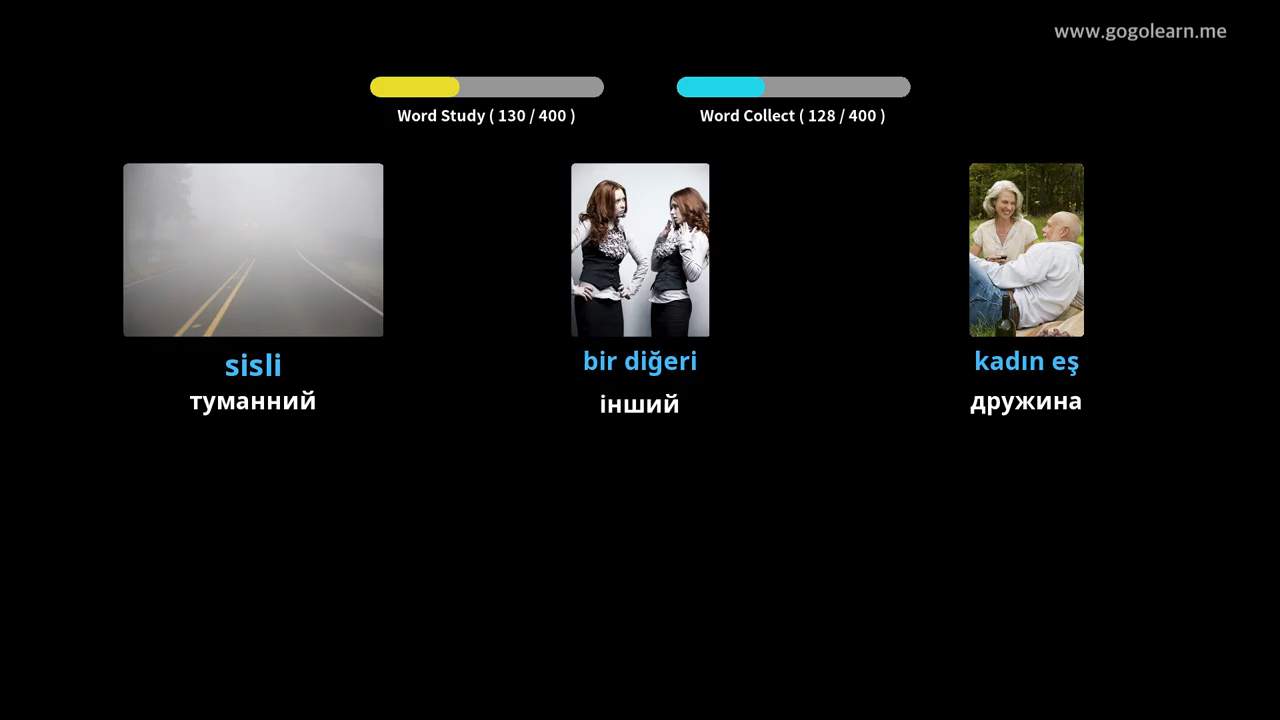 www.gogolearn.me
Word Study ( 130 / 400 )
Word Collect ( 128 / 400 )
sisli
bir diğeri
kadın eş
туманний
інший
дружина